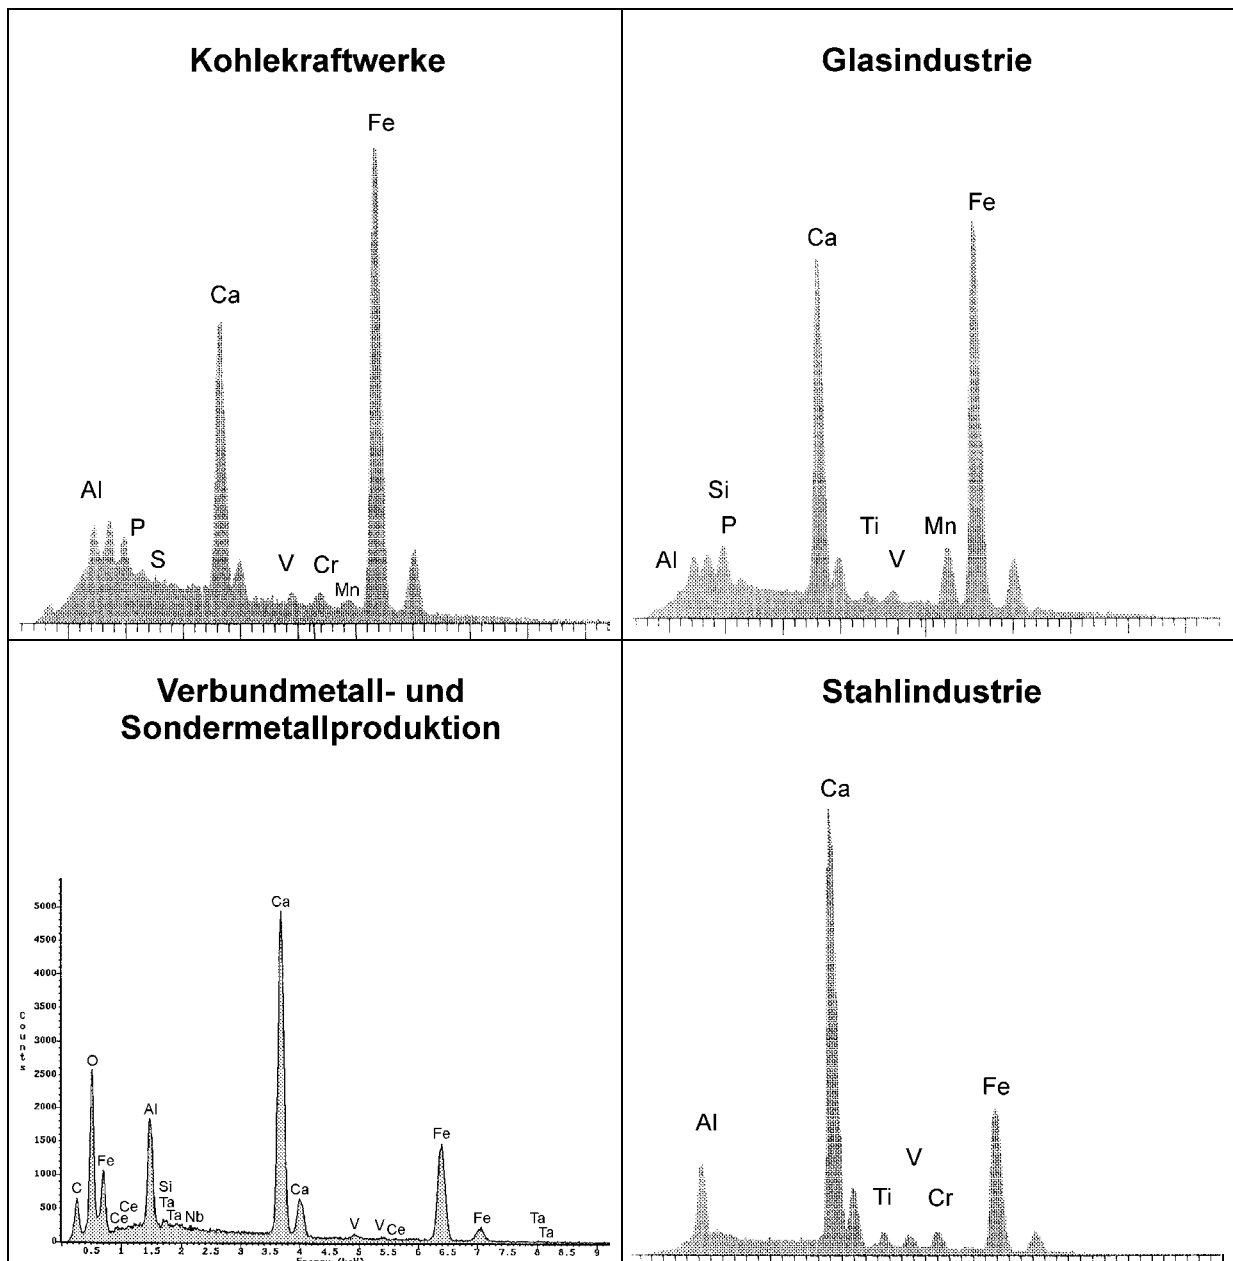 Kohlekraftwerke
Fe
Ca
Al
P
S
V
Cr
Mn
Glasindustrie
Fe
Ca
Si
P
Al
Ti
V
Mn
Verbundmetall- und
Sondermetallproduktion
Counts
5000
4500
4000
3500
3000
2500
2000
1500
1000
500
0
Ca
O
Al
Fe
C
Si
Ta
Ta
Ce
Ce
Nb
Ca
V
V
Ce
Fe
Fe
Ta
Ta
0.5 1 1.5 2 2.5 3 3.5 4 4.5 5 5.5 6 6.5 7 7.5 8 8.5 9
Stahlindustrie
Ca
Fe
Al
V
Ti
Cr